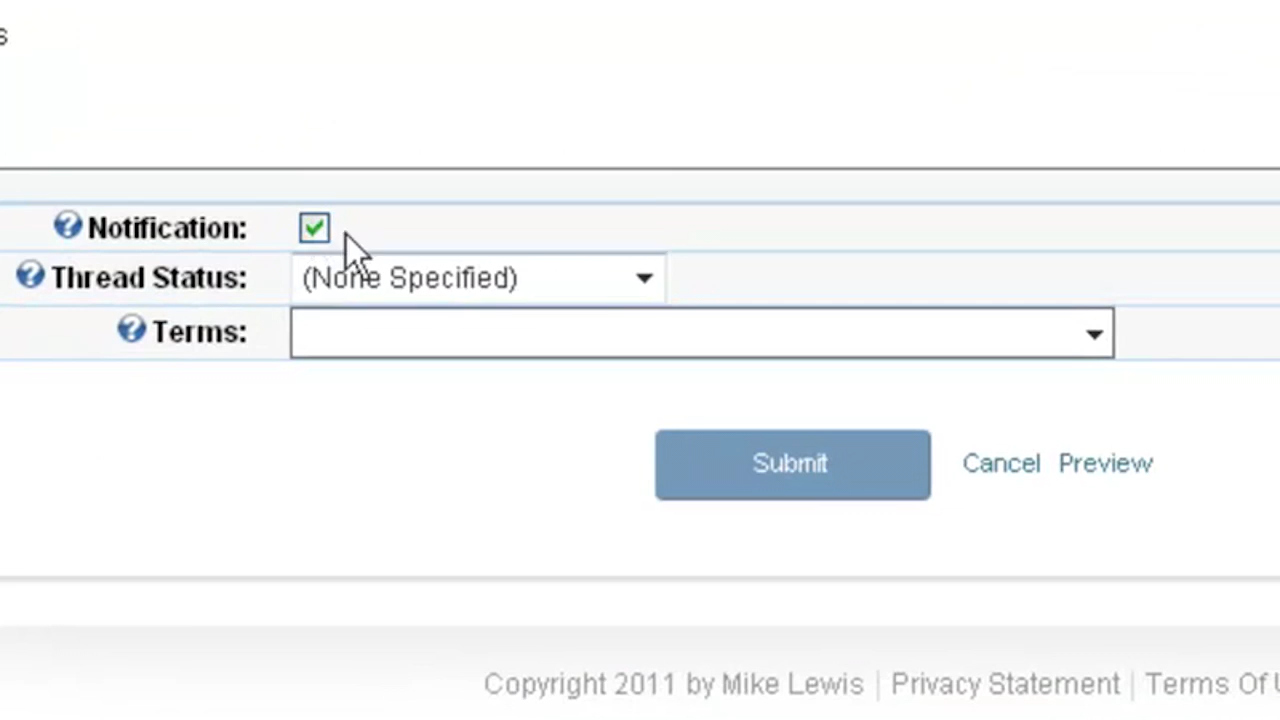 s
Notification:
Thread Status: (None Specified)
Terms:
Submit Cancel Preview
Copyright 2011 by Mike Lewis | Privacy Statement | Terms Of